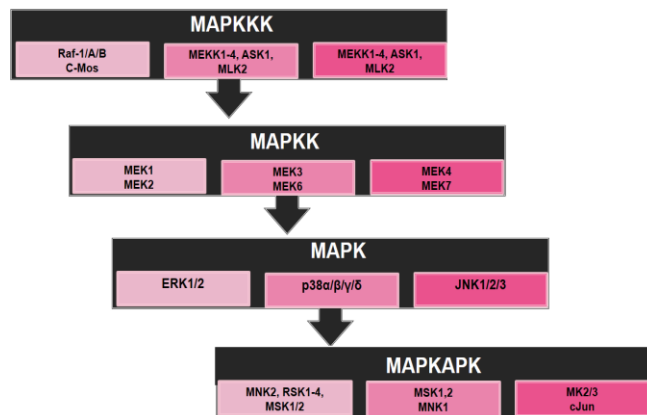 MAPKKK
Raf-1/A/B
C-Mos
MEKK1-4, ASK1,
MLK2
MEKK1-4, ASK1,
MLK2
MAPKK
MEK1
MEK2
MEK3
MEK6
MEK4
MEK7
MAPK
ERK1/2
p38α/β/γ/δ
JNK1/2/3
MAPKAPK
MNK2, RSK1-4,
MSK1/2
MSK1,2
MNK1
MK2/3
cJun